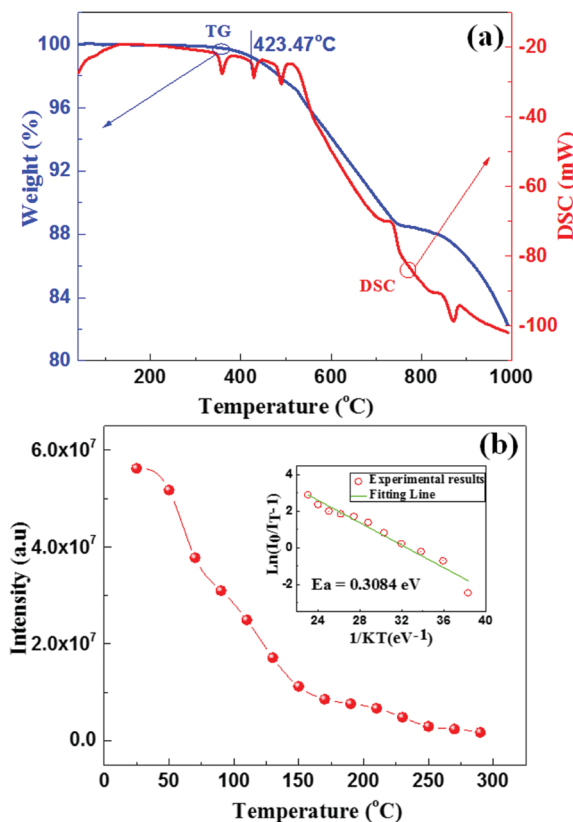 (a)
TG
423.47°C
100
96
92
88
84
80
Weight (%)
-20
-40
-60
-80
-100
DSC (mW)
DSC
200 400 600 800 1000
Temperature (°C)
(b)
6.0x10⁷
4.0x10⁷
2.0x10⁷
0.0
Intensity (a.u)
Experimental results
Fitting Line
4
2
0
-2
Ln(I₀/I_T-1)
Ea = 0.3084 eV
24 28 32 36 40
1/KT(eV⁻¹)
0 50 100 150 200 250 300
Temperature (°C)